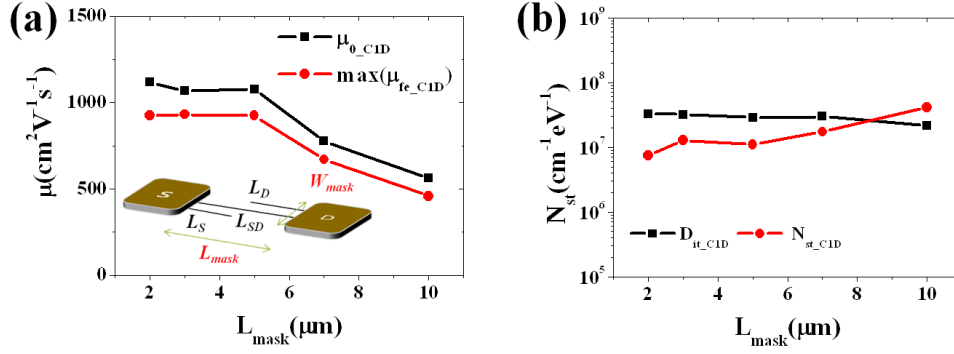 (a)
μ(cm²V⁻¹s⁻¹)
1500
1000
500
0
μ0_C1D
max(μfe_C1D)
S
D
LD
LS
LSD
Wmask
Lmask
2 4 6 8 10
Lmask(μm)
(b)
Nst(cm⁻¹eV⁻¹)
10⁹
10⁸
10⁷
10⁶
10⁵
Dit_C1D Nst_C1D
2 4 6 8 10
Lmask(μm)